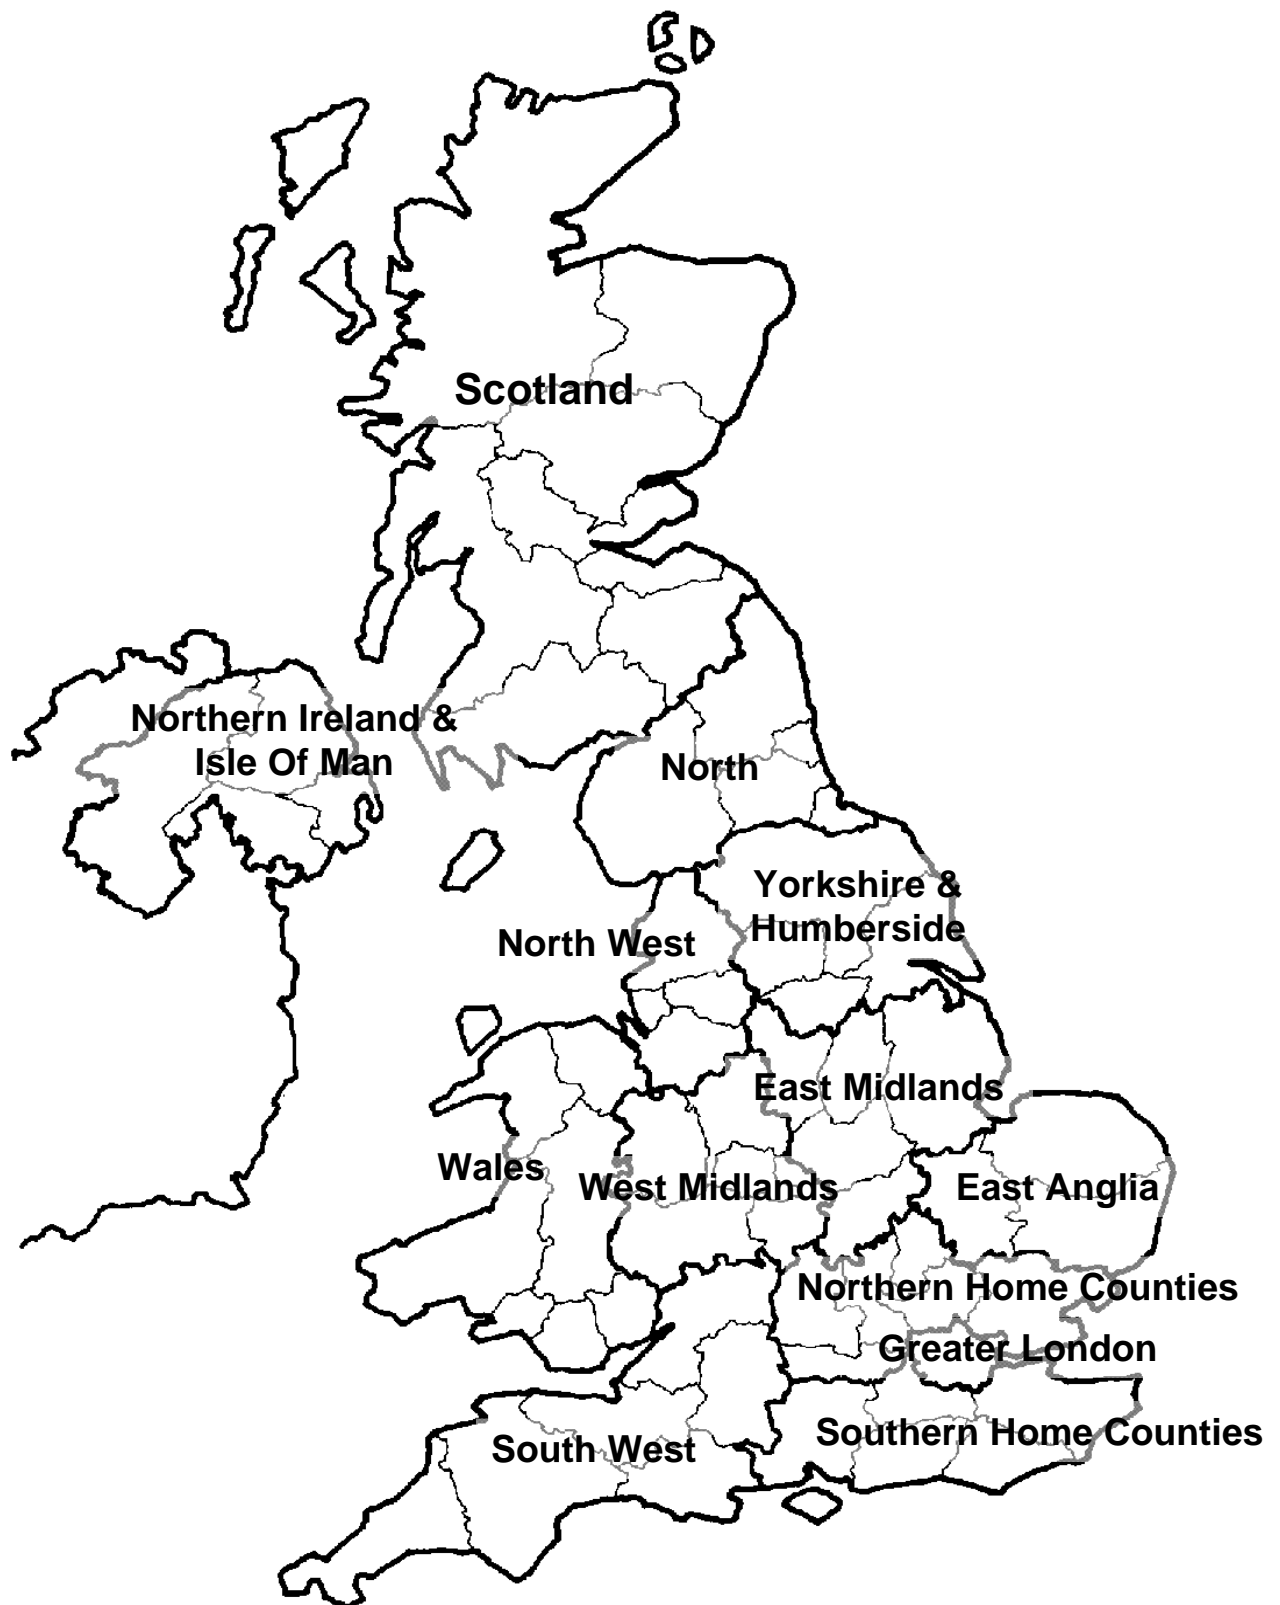 Scotland
Northern Ireland &
Isle Of Man
North
Yorkshire &
Humberside
North West
East Midlands
Wales
West Midlands
East Anglia
Northern Home Counties
Greater London
Southern Home Counties
South West